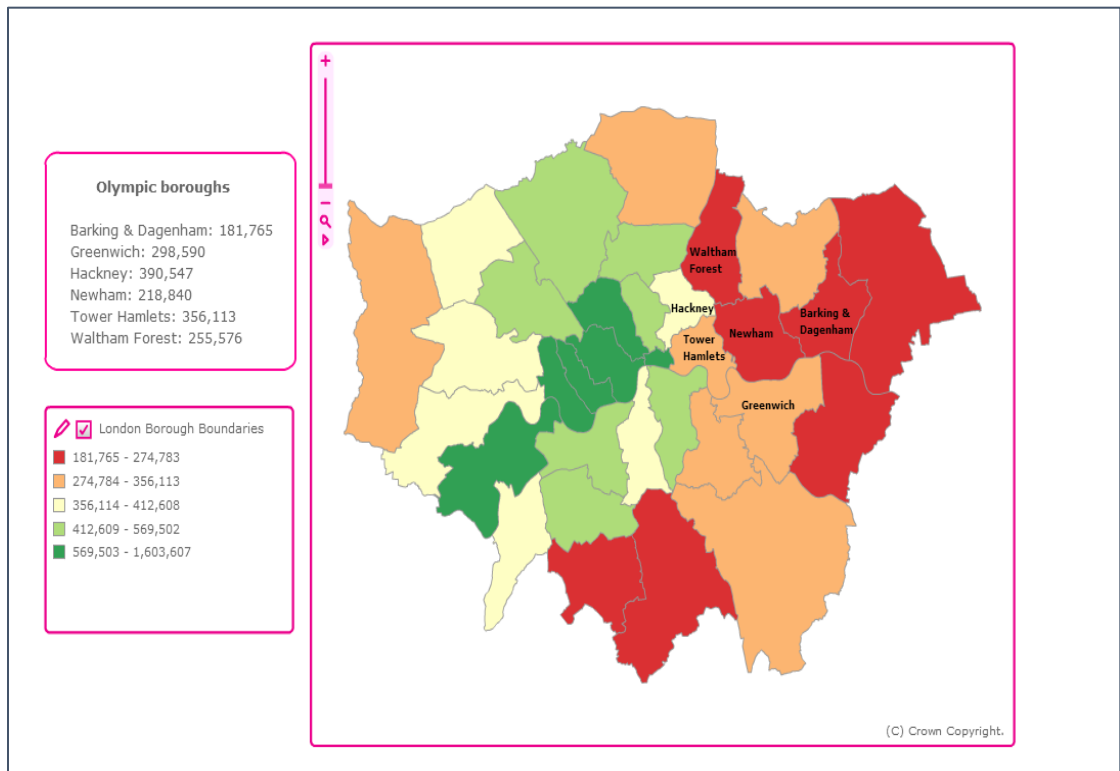 Olympic boroughs
Barking & Dagenham: 181,765
Greenwich: 298,590
Hackney: 390,547
Newham: 218,840
Tower Hamlets: 356,113
Waltham Forest: 255,576
London Borough Boundaries
181,765 - 274,783
274,784 - 356,113
356,114 - 412,608
412,609 - 569,502
569,503 - 1,603,607
Waltham
Forest
Hackney
Tower
Hamlets
Newham
Barking &
Dagenham
Greenwich
(C) Crown Copyright.